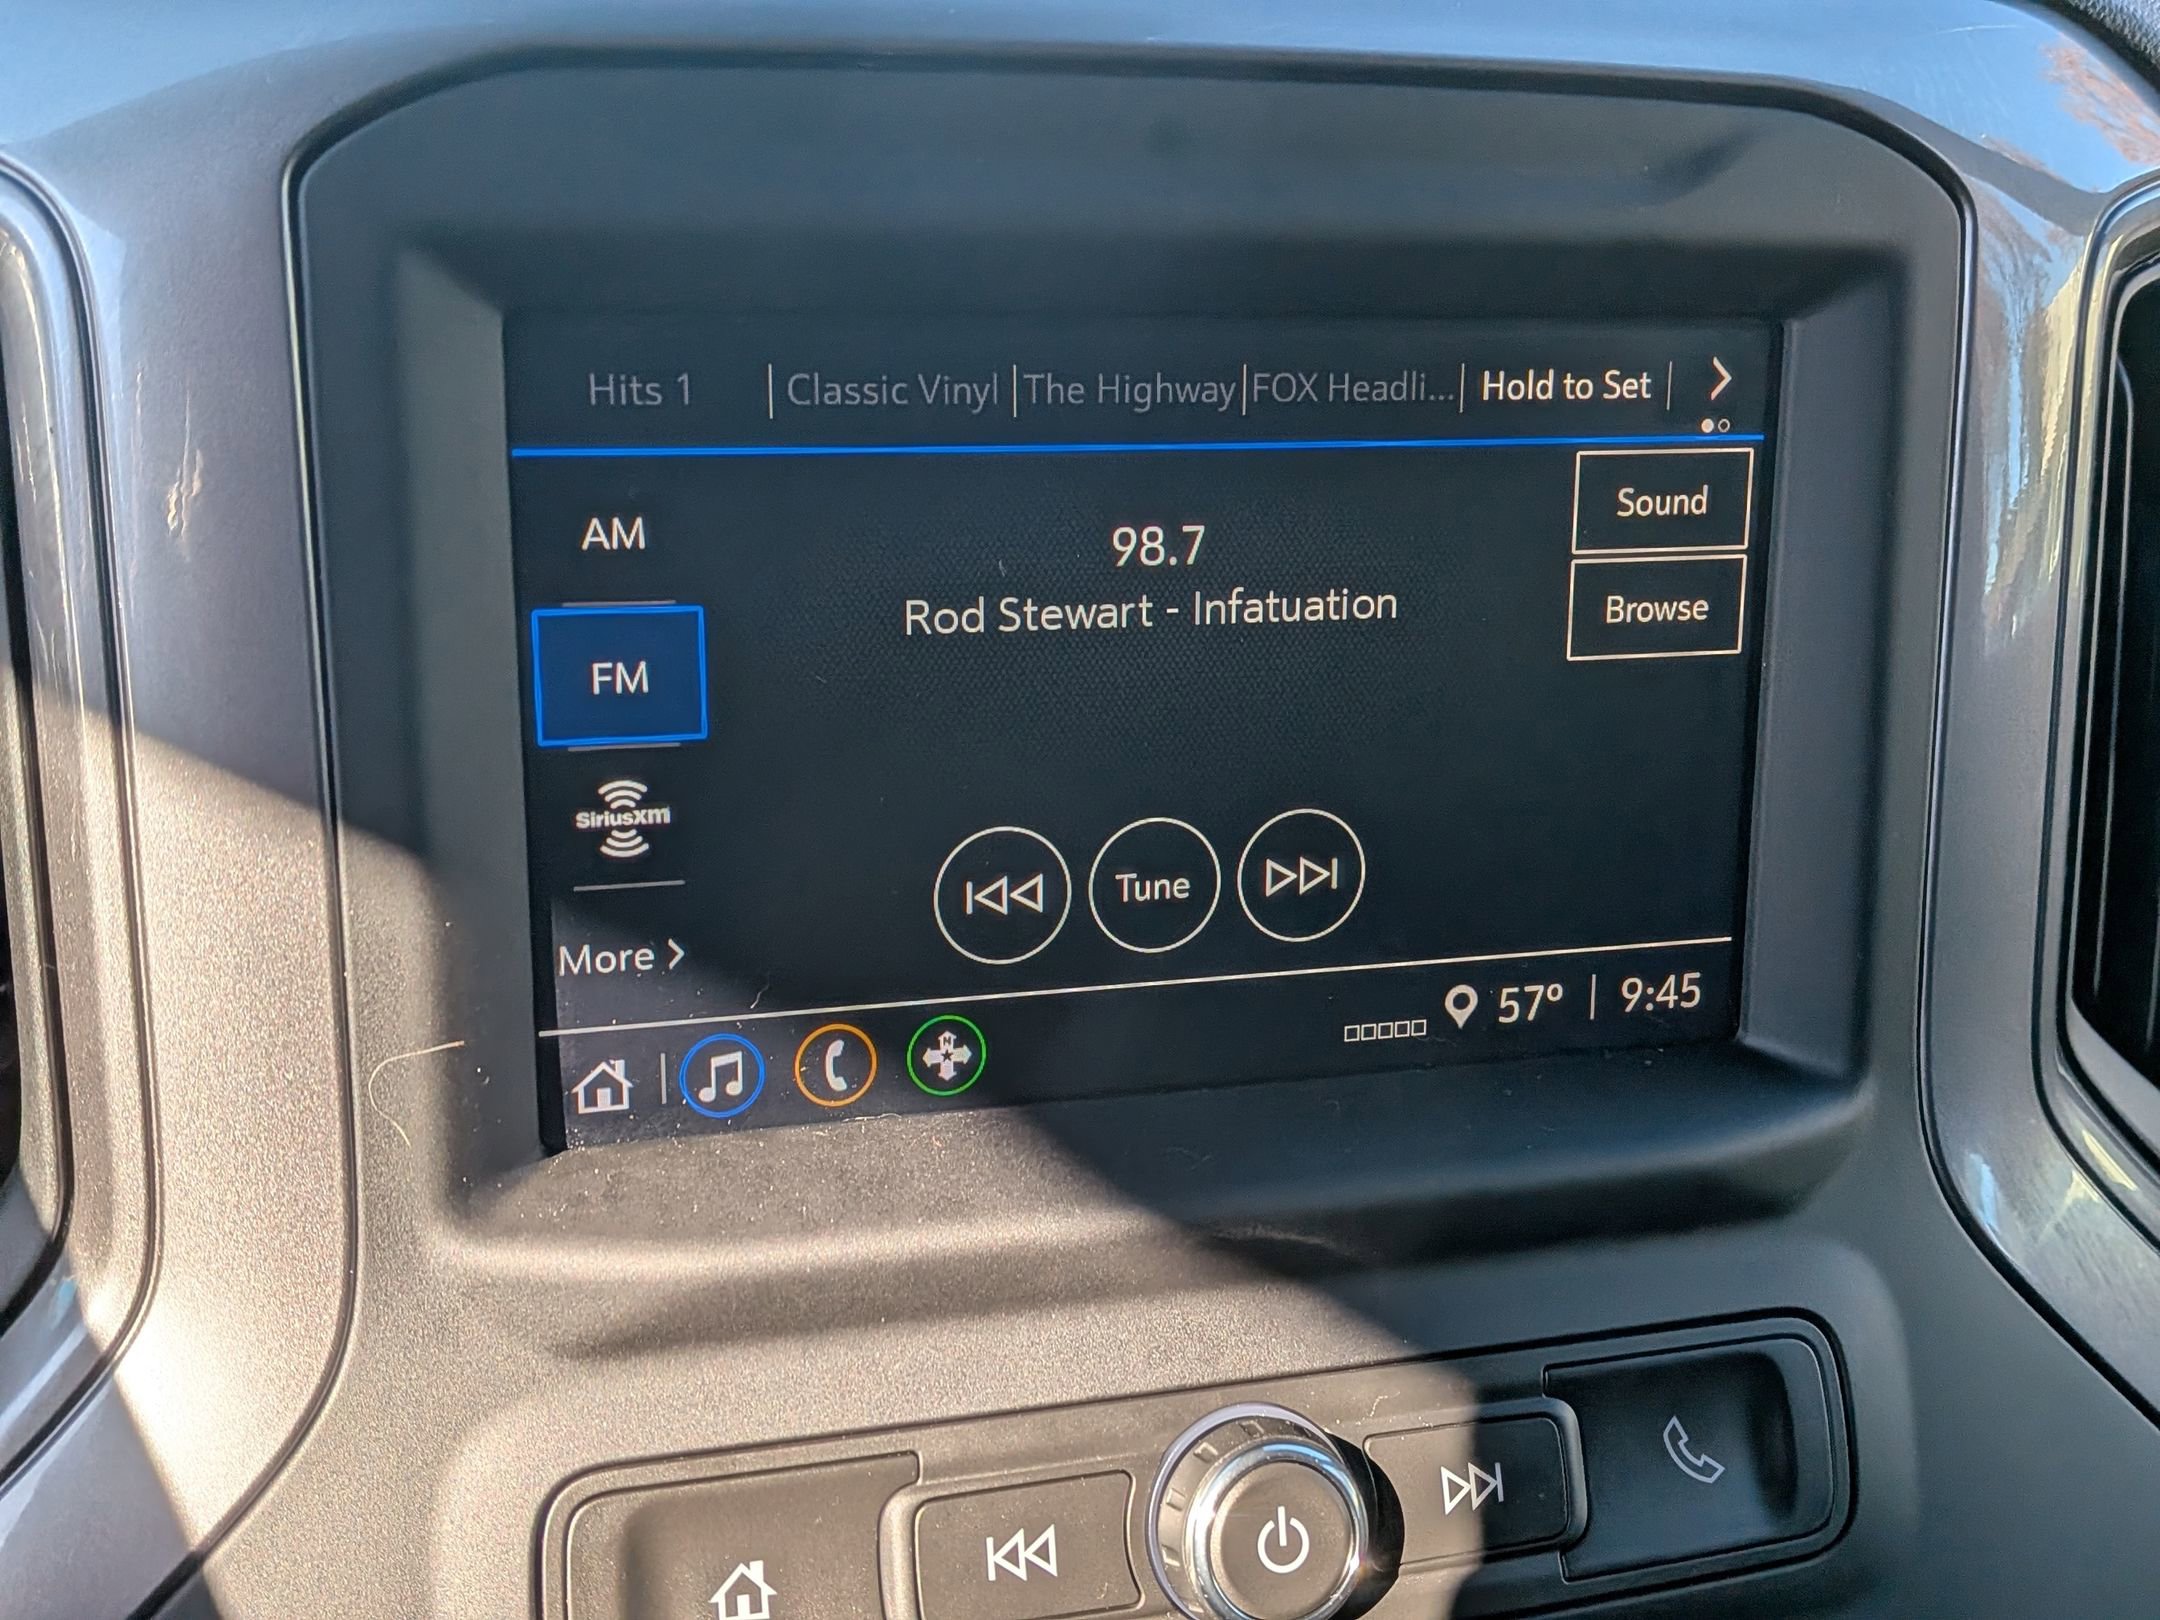 Hits 1 | Classic Vinyl | The Highway | FOX Headli... | Hold to Set |
Sound
AM
98.7
Rod Stewart - Infatuation
Browse
FM
SiriusXm
Tune
More
57° | 9:45
N